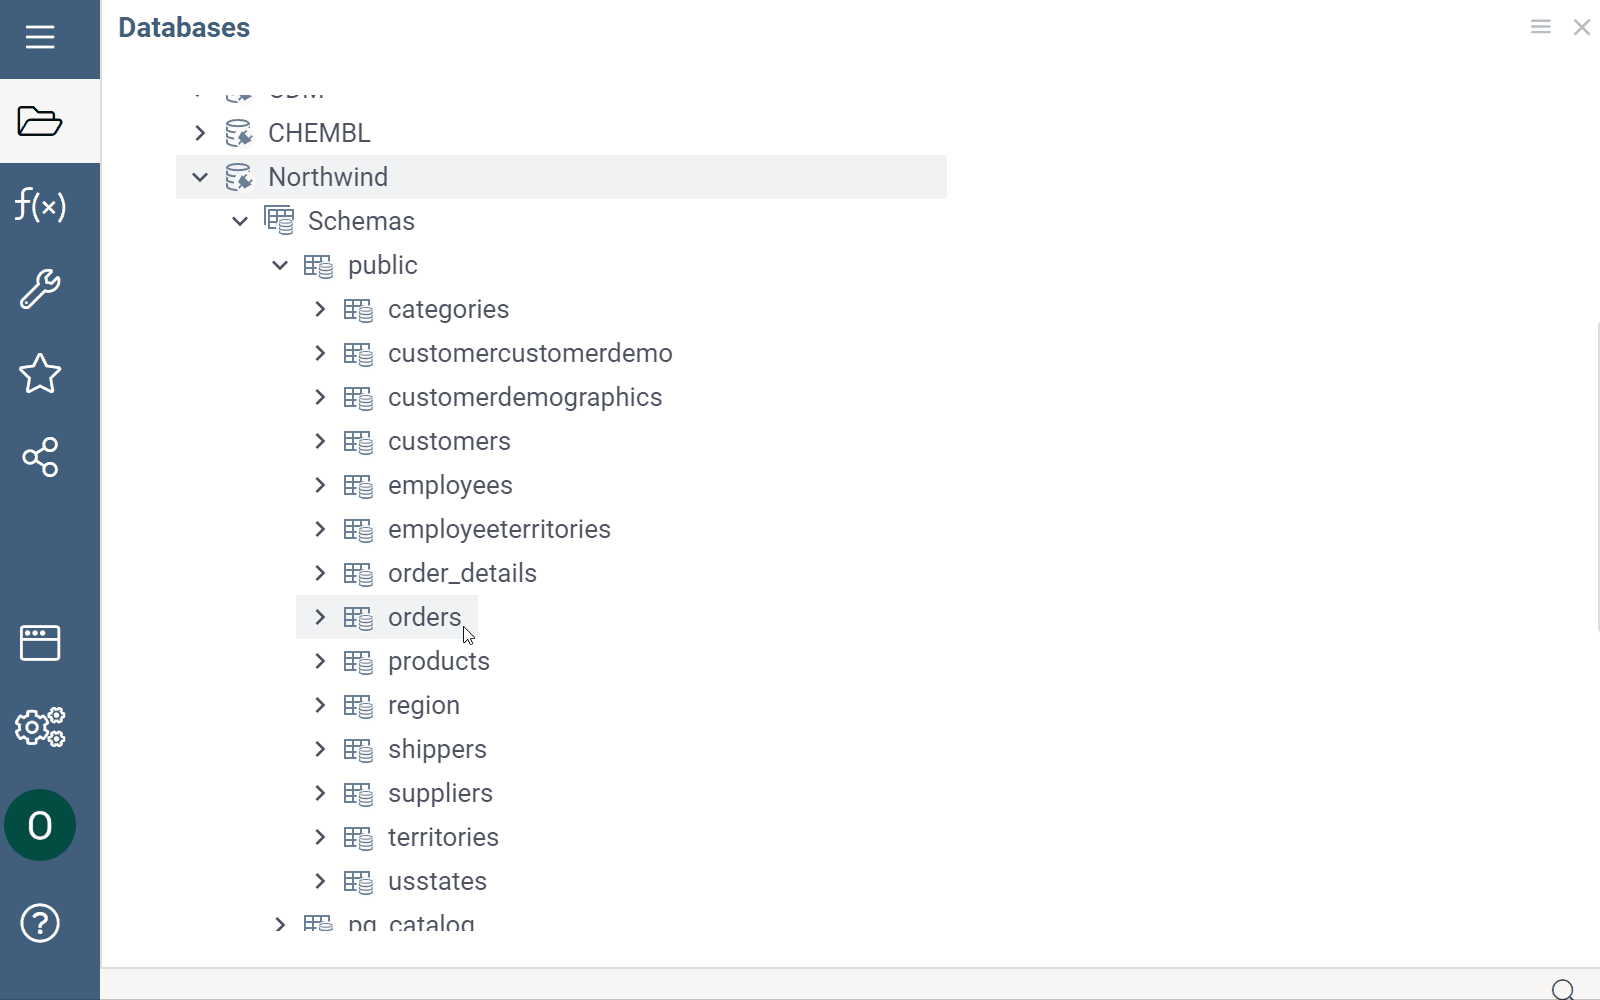 Databases
CHEMBL
Northwind
Schemas
public
categories
f(x)
customercustomerdemo
customerdemographics
customers
employees
employeeterritories
order_details
orders
products
region
shippers
suppliers
territories
O
usstates
pg_catalog
?